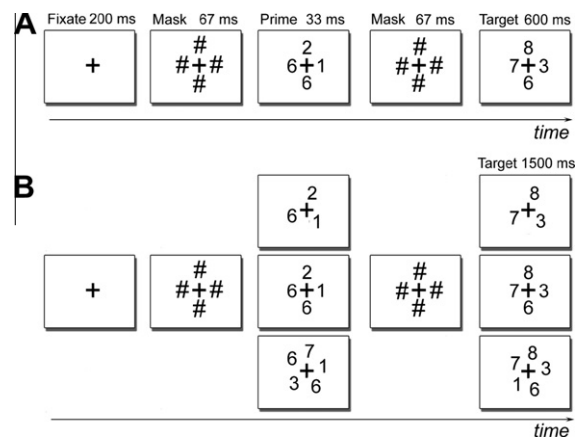 A
Fixate 200 ms
Mask 67 ms
Prime 33 ms
Mask 67 ms
Target 600 ms
+
#
#+#
#
2
6+1
6
#
#+#
#
8
7+3
6
time
B
Target 1500 ms
2
6+1
8
7+3
+
#
#+#
#
2
6+1
6
#
#+#
#
8
7+3
6
6 7 1
+
3 6
7 8 3
+
1 6
time